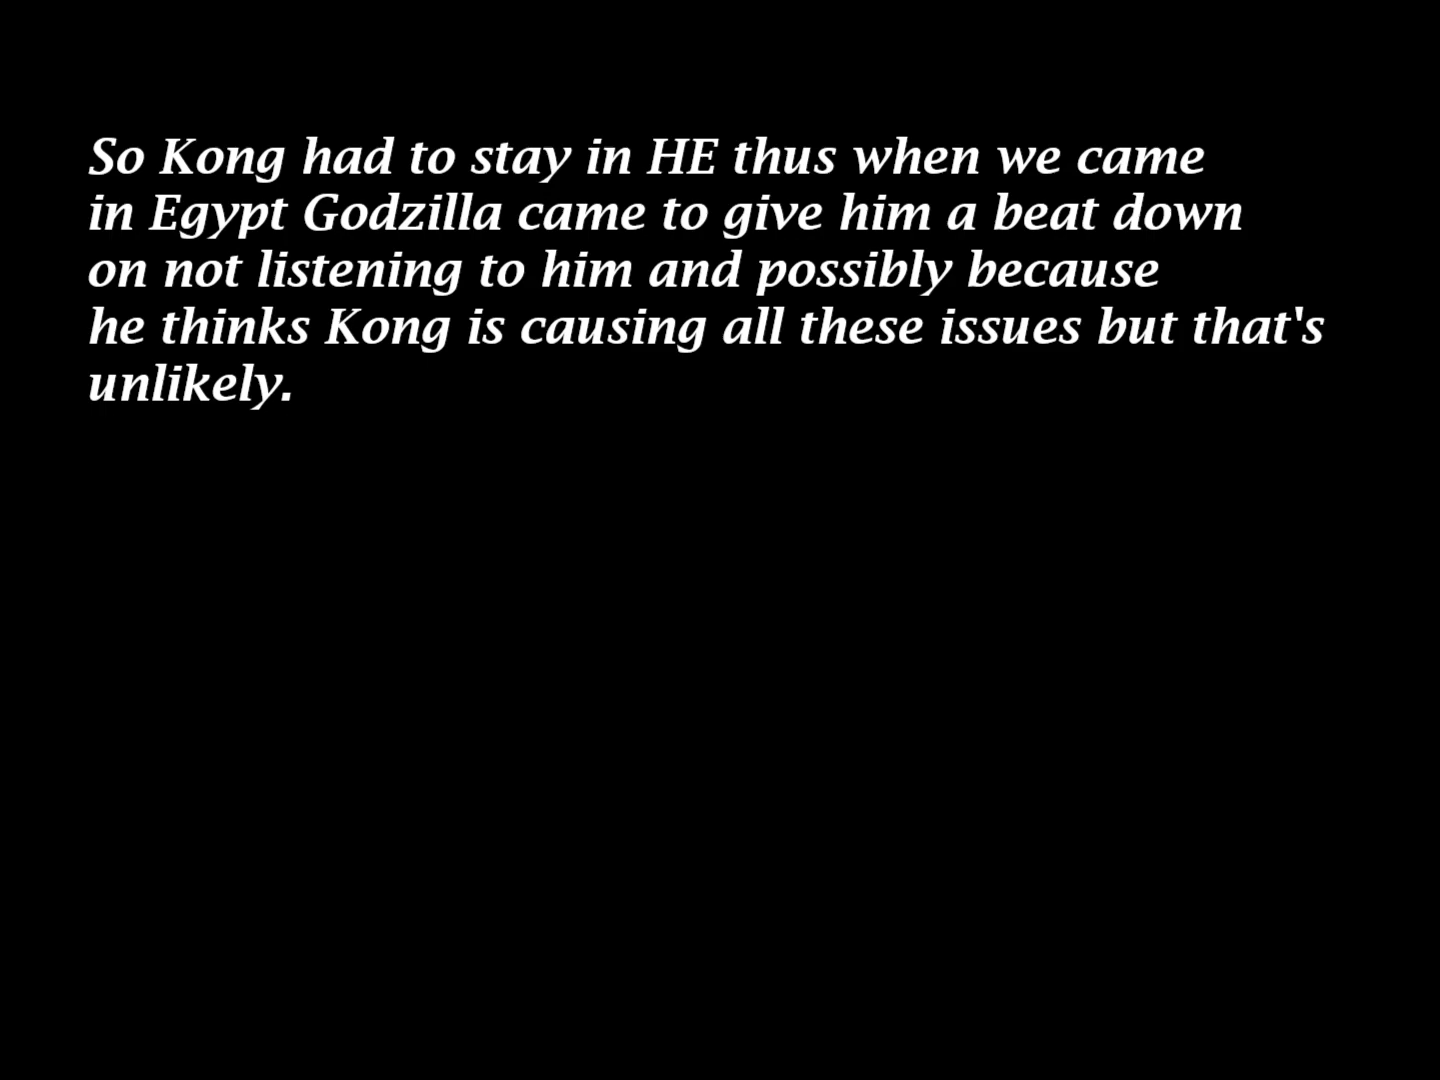 So Kong had to stay in HE thus when we came
in Egypt Godzilla came to give him a beat down
on not listening to him and possibly because
he thinks Kong is causing all these issues but that's
unlikely.